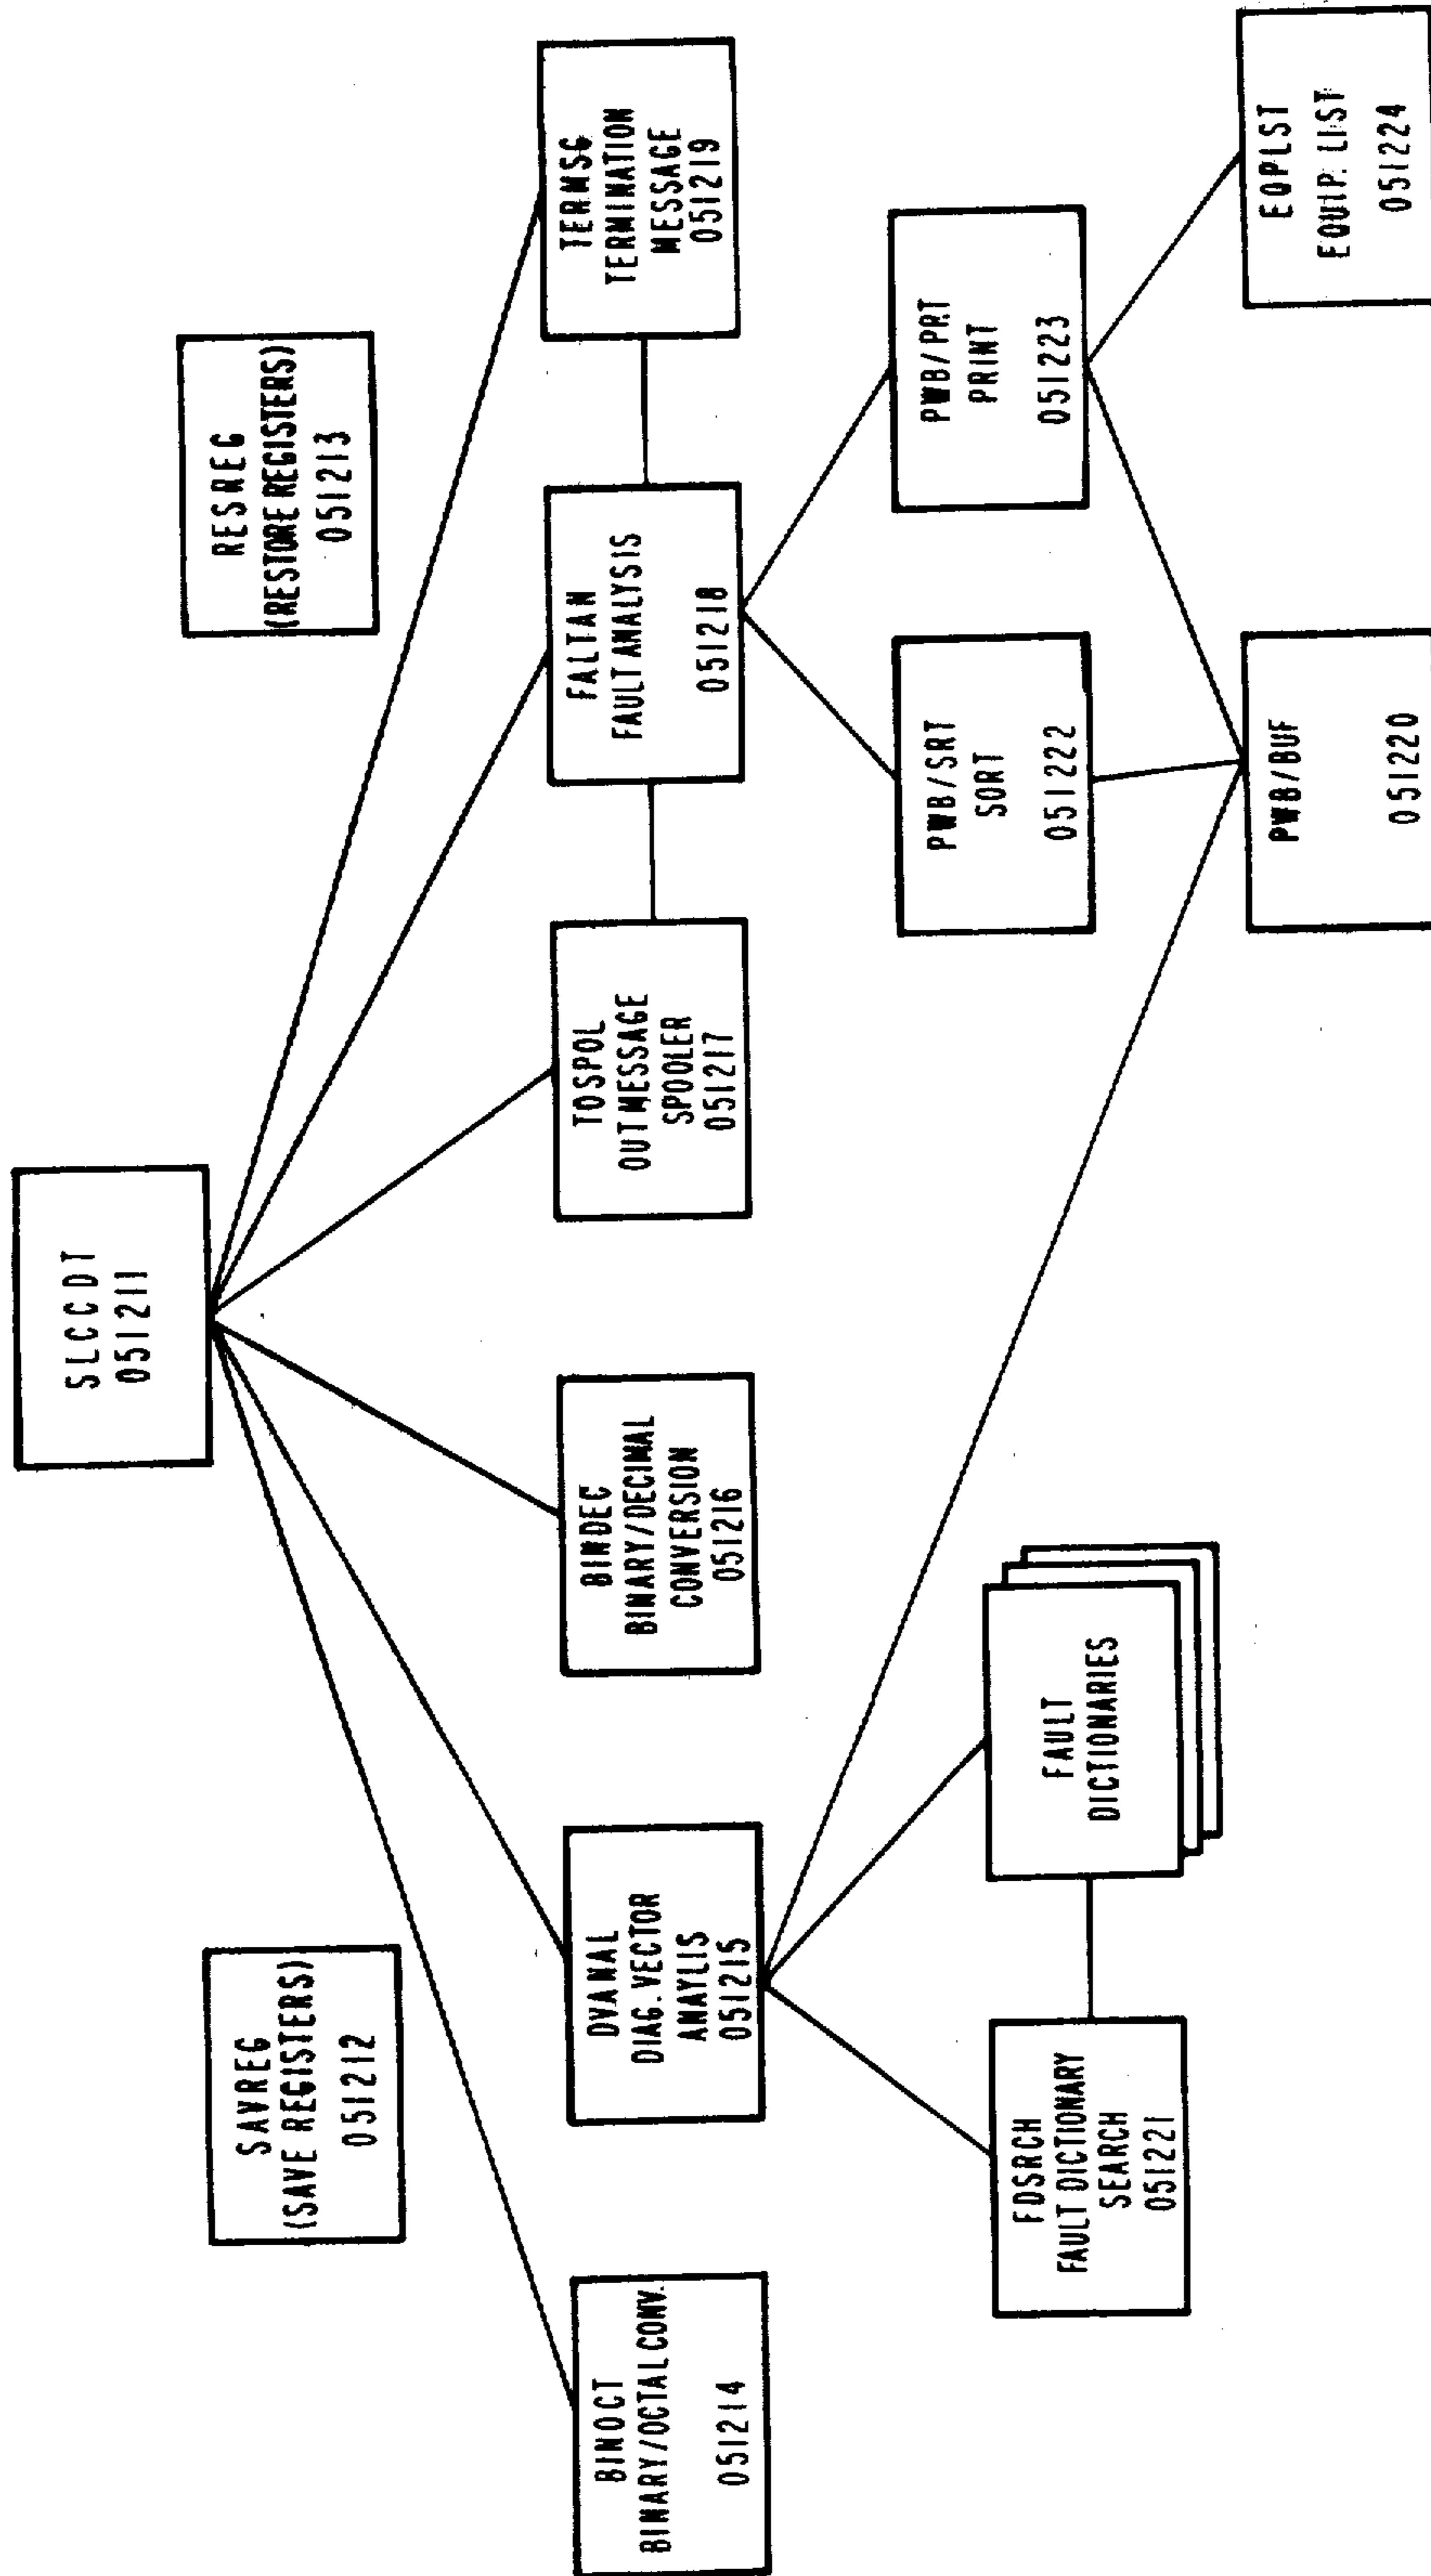 SLCCDT
051211
SAVREG
(SAVE REGISTERS)
051212
RESREG
(RESTORE REGISTERS)
051213
BINOCT
BINARY/OCTAL CONV.
051214
DVANAL
DIAG. VECTOR
ANAYLIS
051215
BINDEC
BINARY/DECIMAL
CONVERSION
051216
TOSPOL
OUT MESSAGE
SPOOLER
051217
FALTAN
FAULT ANALYSIS
051218
TERMSG
TERMINATION
MESSAGE
051219
FDSRCH
FAULT DICTIONARY
SEARCH
051221
FAULT
DICTIONARIES
PWB/SRT
SORT
051222
PWB/PRT
PRINT
051223
PWB/BUF
051220
EQPLST
EQUIP. LIST
051224